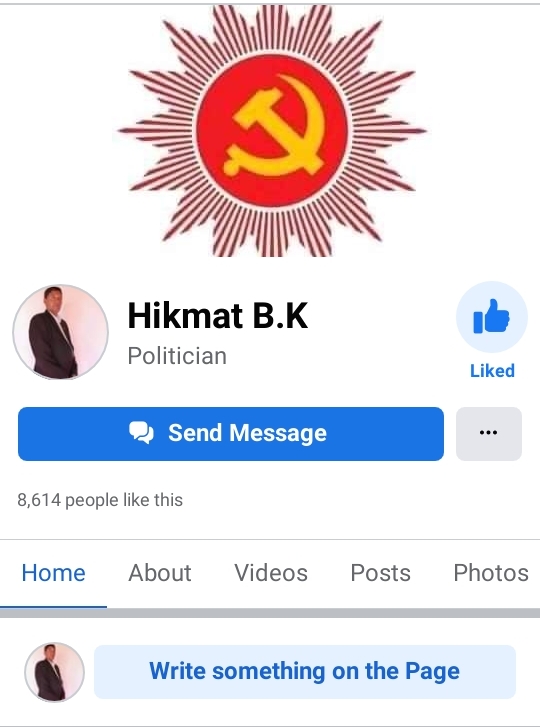 Hikmat B.K
Politician
Liked
Send Message
8,614 people like this
Home About Videos Posts Photos
Write something on the Page